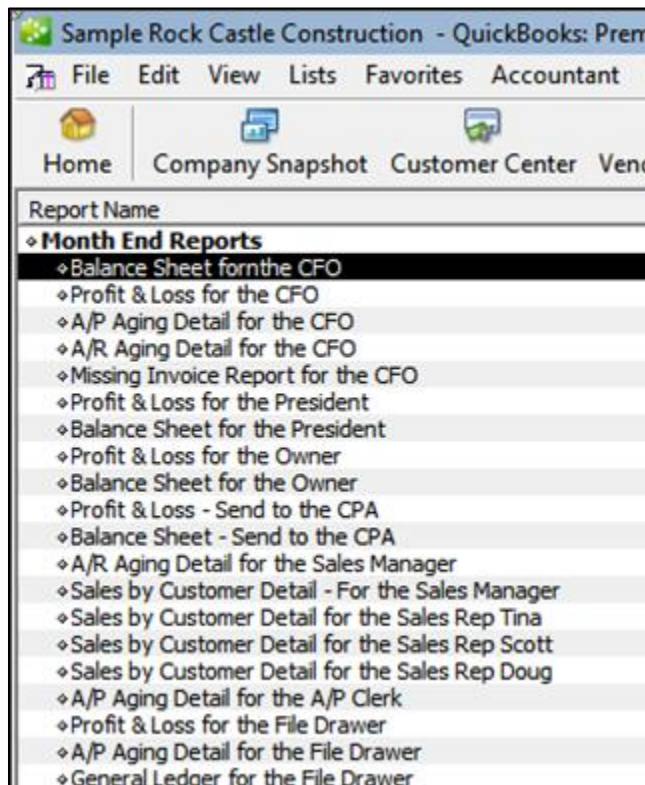 Sample Rock Castle Construction - QuickBooks: Prem
File Edit View Lists Favorites Accountant
Home Company Snapshot Customer Center Vend
Report Name
Month End Reports
Balance Sheet fornthe CFO
Profit & Loss for the CFO
A/P Aging Detail for the CFO
A/R Aging Detail for the CFO
Missing Invoice Report for the CFO
Profit & Loss for the President
Balance Sheet for the President
Profit & Loss for the Owner
Balance Sheet for the Owner
Profit & Loss - Send to the CPA
Balance Sheet - Send to the CPA
A/R Aging Detail for the Sales Manager
Sales by Customer Detail - For the Sales Manager
Sales by Customer Detail for the Sales Rep Tina
Sales by Customer Detail for the Sales Rep Scott
Sales by Customer Detail for the Sales Rep Doug
A/P Aging Detail for the A/P Clerk
Profit & Loss for the File Drawer
A/P Aging Detail for the File Drawer
General Ledger for the File Drawer